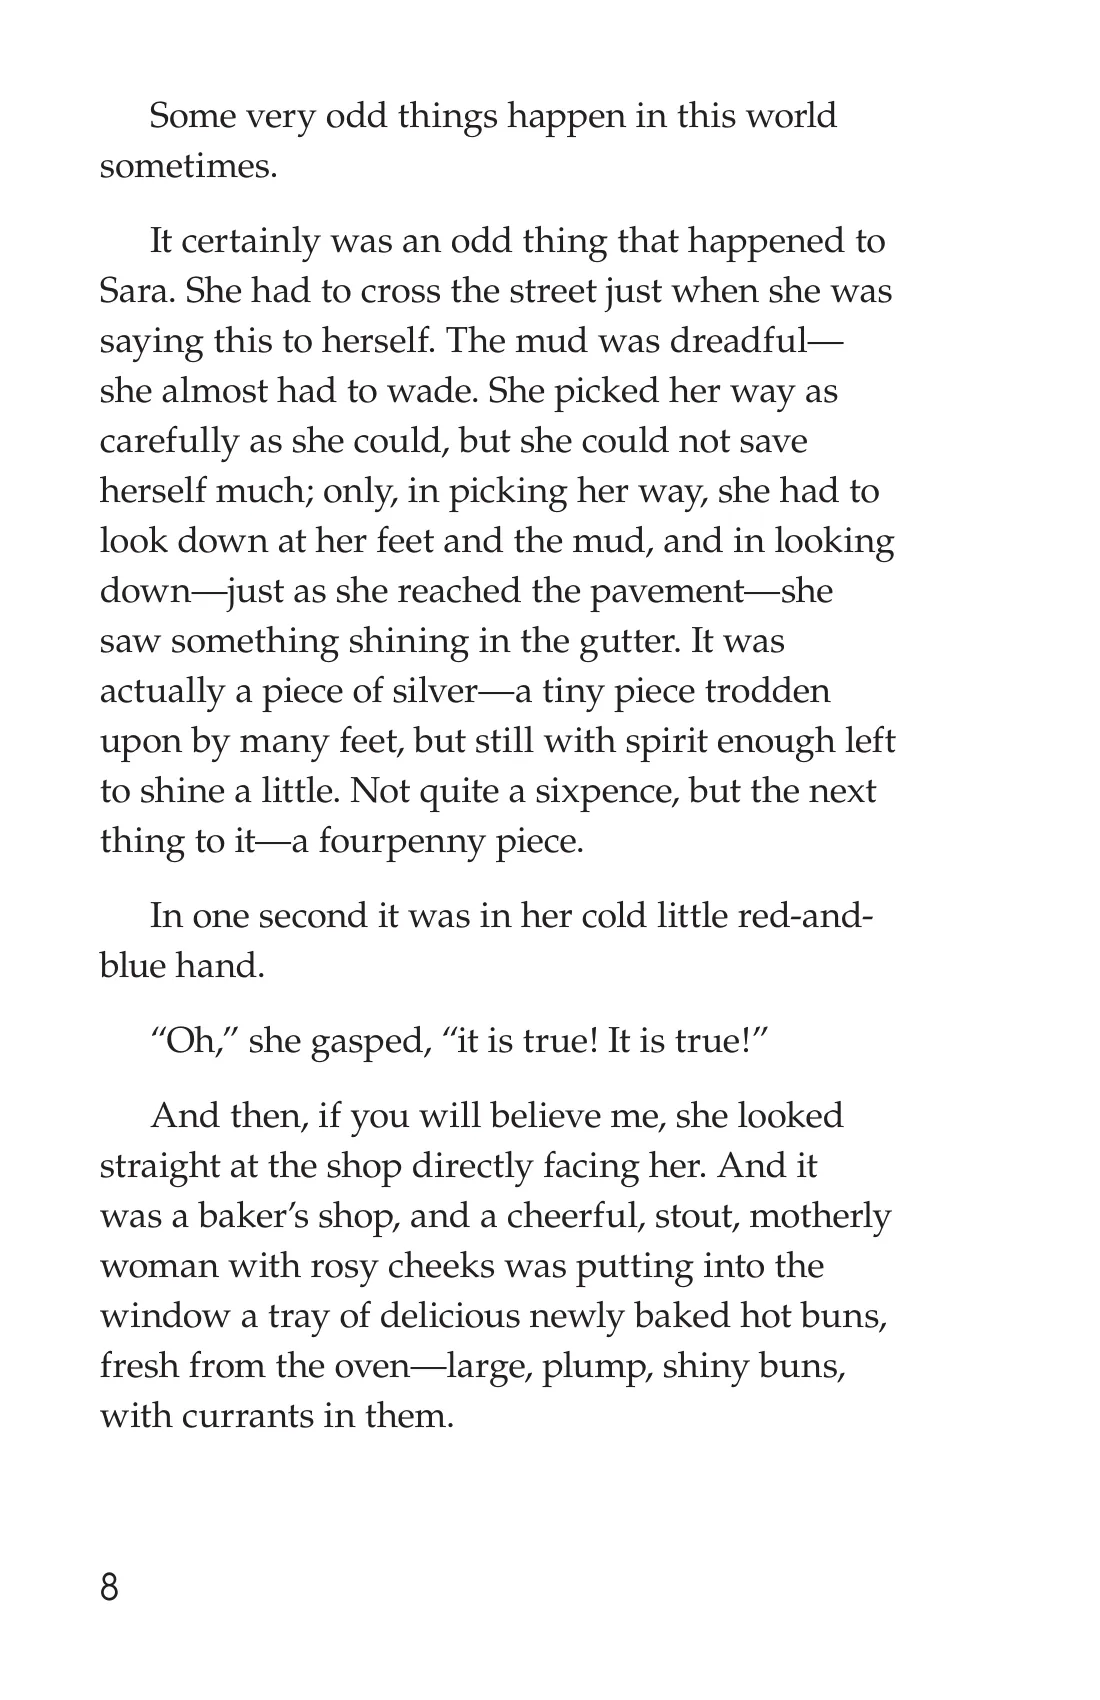 Some very odd things happen in this world
sometimes.
It certainly was an odd thing that happened to
Sara. She had to cross the street just when she was
saying this to herself. The mud was dreadful—
she almost had to wade. She picked her way as
carefully as she could, but she could not save
herself much; only, in picking her way, she had to
look down at her feet and the mud, and in looking
down—just as she reached the pavement—she
saw something shining in the gutter. It was
actually a piece of silver—a tiny piece trodden
upon by many feet, but still with spirit enough left
to shine a little. Not quite a sixpence, but the next
thing to it—a fourpenny piece.
In one second it was in her cold little red-and-
blue hand.
“Oh,” she gasped, “it is true! It is true!”
And then, if you will believe me, she looked
straight at the shop directly facing her. And it
was a baker’s shop, and a cheerful, stout, motherly
woman with rosy cheeks was putting into the
window a tray of delicious newly baked hot buns,
fresh from the oven—large, plump, shiny buns,
with currants in them.
8